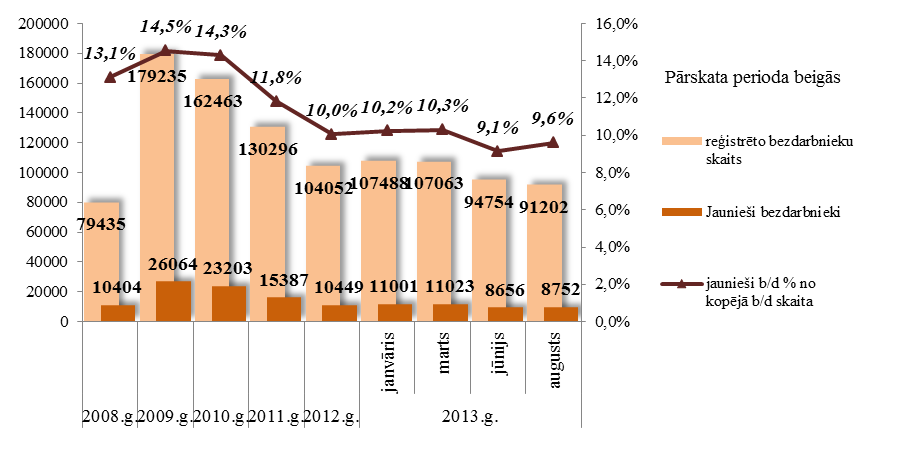 200000
180000
160000
140000
120000
100000
80000
60000
40000
20000
0
16,0%
14,0%
12,0%
10,0%
8,0%
6,0%
4,0%
2,0%
0,0%
13,1%
14,5%
14,3%
11,8%
10,0%
10,2%
10,3%
9,1%
9,6%
79435
179235
162463
130296
104052
107488
107063
94754
91202
10404
26064
23203
15387
10449
11001
11023
8656
8752
janvāris
marts
jūnijs
augusts
2008.g.
2009.g.
2010.g.
2011.g.
2012.g.
2013.g.
Pārskata perioda beigās
reģistrēto bezdarbnieku
skaits
Jaunieši bezdarbnieki
jaunieši b/d % no
kopējā b/d skaita